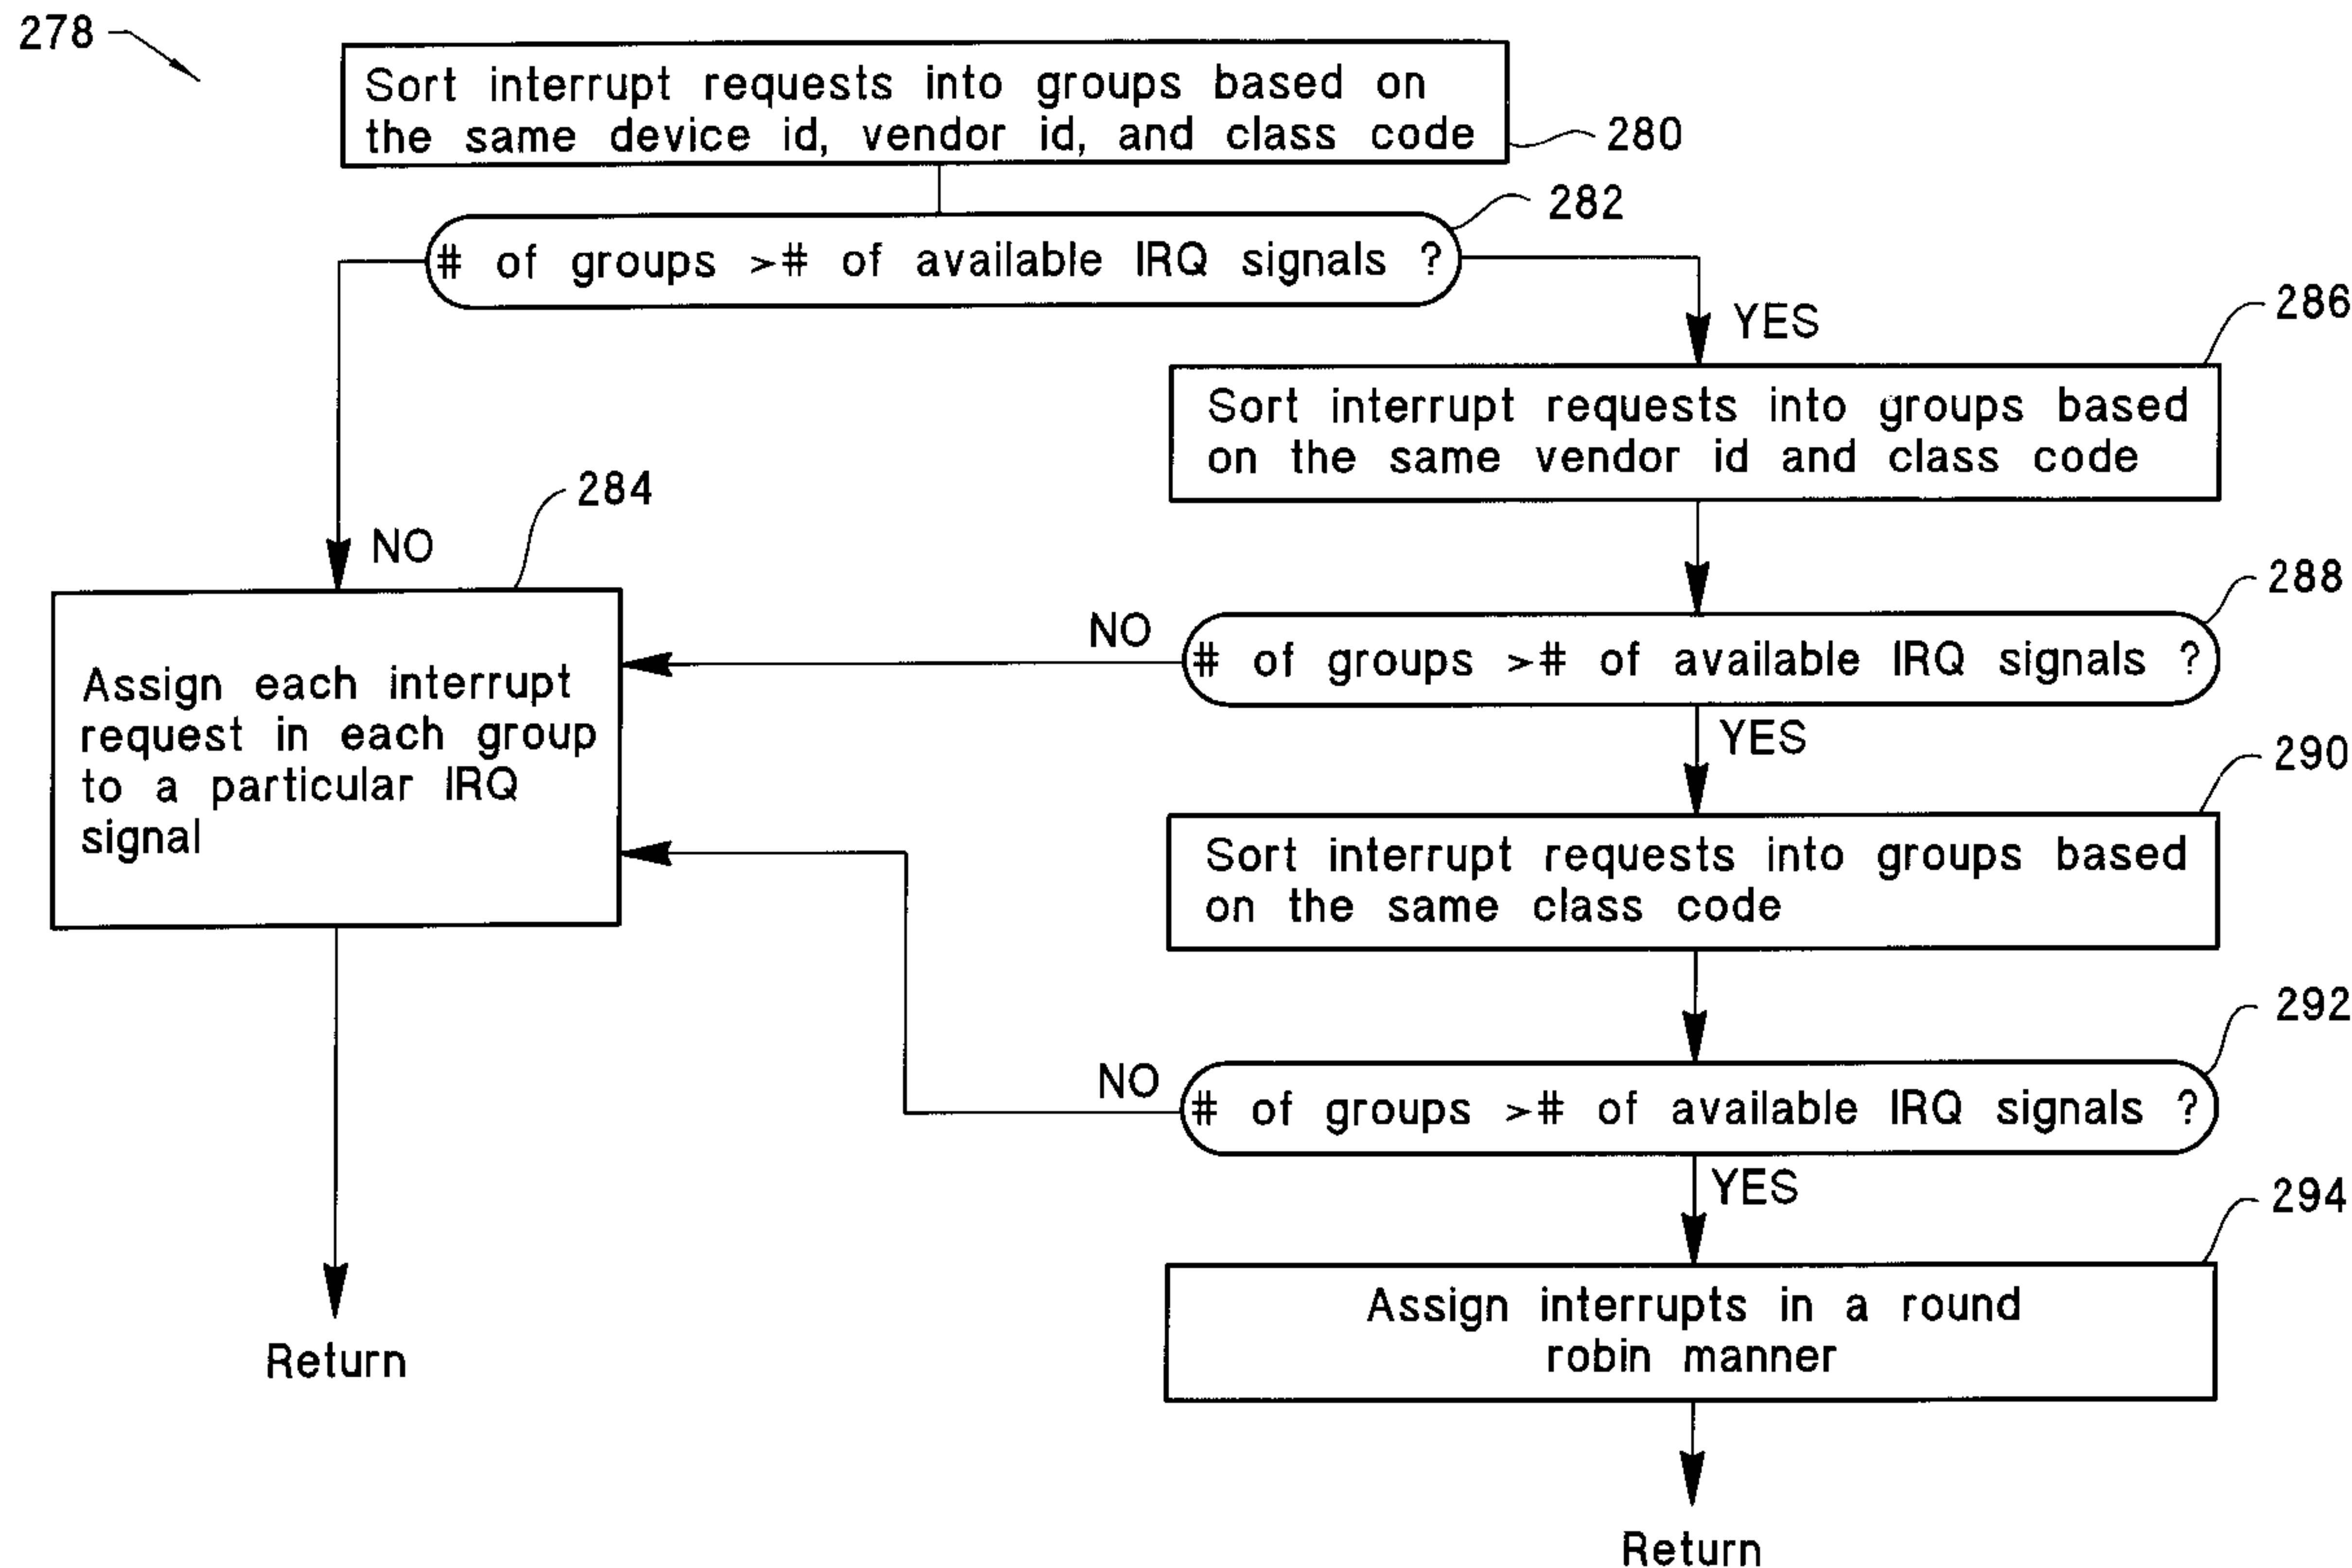 278
Sort interrupt requests into groups based on
the same device id, vendor id, and class code
280
282
# of groups ># of available IRQ signals ?
YES
286
Sort interrupt requests into groups based
on the same vendor id and class code
284
NO
288
NO
# of groups ># of available IRQ signals ?
Assign each interrupt
request in each group
to a particular IRQ
signal
YES
290
Sort interrupt requests into groups based
on the same class code
292
NO
# of groups ># of available IRQ signals ?
YES
294
Assign interrupts in a round
robin manner
Return
Return